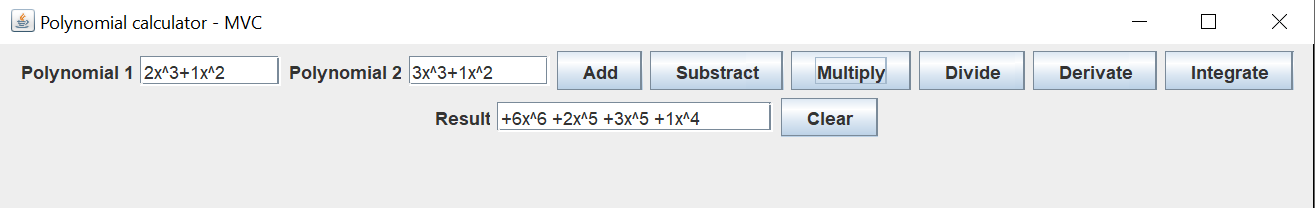 Polynomial calculator - MVC
Polynomial 1 2x^3+1x^2 Polynomial 2 3x^3+1x^2 Add Substract Multiply Divide Derivate Integrate
Result +6x^6 +2x^5 +3x^5 +1x^4 Clear